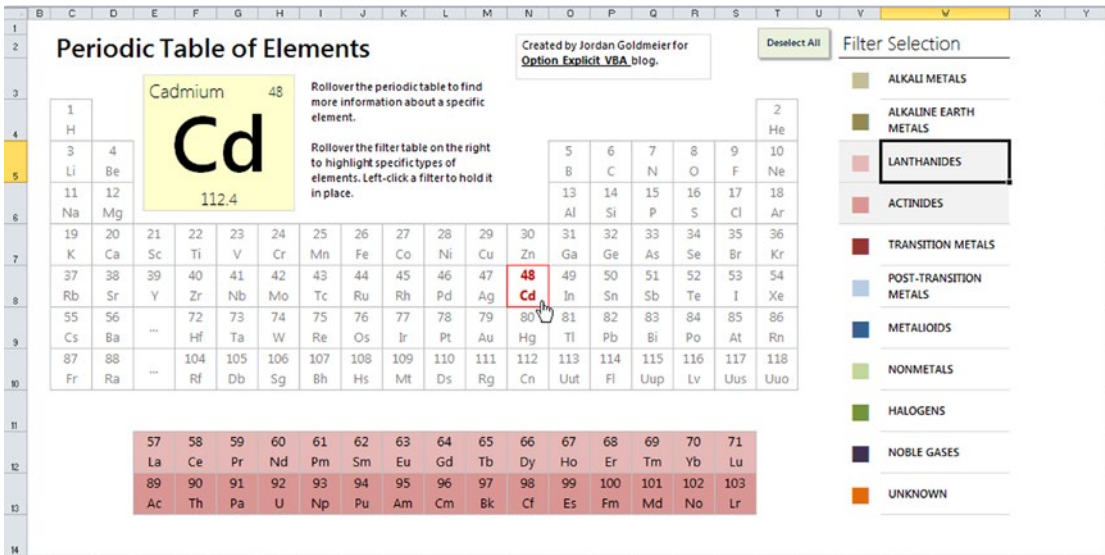 B C D E F G H I J K L M N O P Q R S T U V W X Y
1
2
3
4
5
6
7
8
9
10
11
12
13
14
Periodic Table of Elements
Created by Jordan Goldmeier for
Option Explicit VBA blog.
Deselect All
Cadmium 48
Cd
112.4
Rollover the periodic table to find
more information about a specific
element.
Rollover the filter table on the right
to highlight specific types of
elements. Left-click a filter to hold it
in place.
1 2
H He
3 4 5 6 7 8 9 10
Li Be B C N O F Ne
11 12 13 14 15 16 17 18
Na Mg Al Si P S Cl Ar
19 20 21 22 23 24 25 26 27 28 29 30 31 32 33 34 35 36
K Ca Sc Ti V Cr Mn Fe Co Ni Cu Zn Ga Ge As Se Br Kr
37 38 39 40 41 42 43 44 45 46 47 48 49 50 51 52 53 54
Rb Sr Y Zr Nb Mo Tc Ru Rh Pd Ag Cd In Sn Sb Te I Xe
55 56 ... 72 73 74 75 76 77 78 79 80 81 82 83 84 85 86
Cs Ba Hf Ta W Re Os Ir Pt Au Hg Tl Pb Bi Po At Rn
87 88 ... 104 105 106 107 108 109 110 111 112 113 114 115 116 117 118
Fr Ra Rf Db Sg Bh Hs Mt Ds Rg Cn Uut Fl Uup Lv Uus Uuo
57 58 59 60 61 62 63 64 65 66 67 68 69 70 71
La Ce Pr Nd Pm Sm Eu Gd Tb Dy Ho Er Tm Yb Lu
89 90 91 92 93 94 95 96 97 98 99 100 101 102 103
Ac Th Pa U Np Pu Am Cm Bk Cf Es Fm Md No Lr
Filter Selection
ALKALI METALS
ALKALINE EARTH
METALS
LANTHANIDES
ACTINIDES
TRANSITION METALS
POST-TRANSITION
METALS
METALIOIDS
NONMETALS
HALOGENS
NOBLE GASES
UNKNOWN